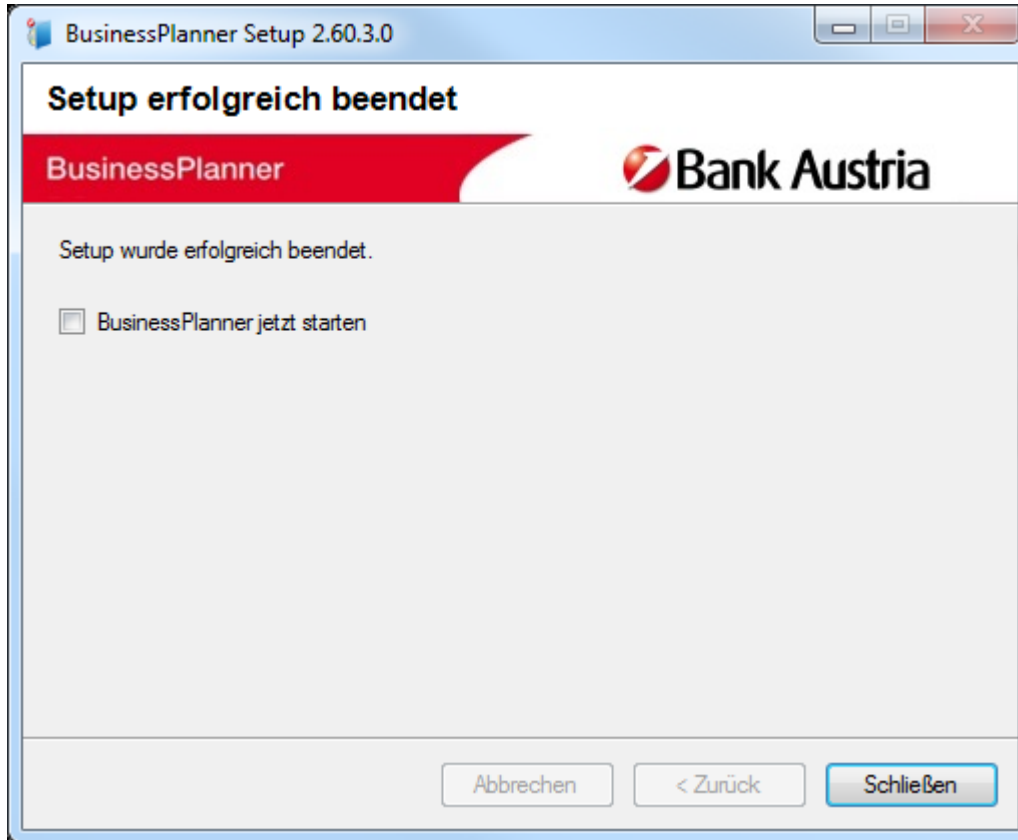 BusinessPlanner Setup 2.60.3.0
Setup erfolgreich beendet
BusinessPlanner
Bank Austria
Setup wurde erfolgreich beendet.
BusinessPlanner jetzt starten
Abbrechen
< Zurück
Schließen